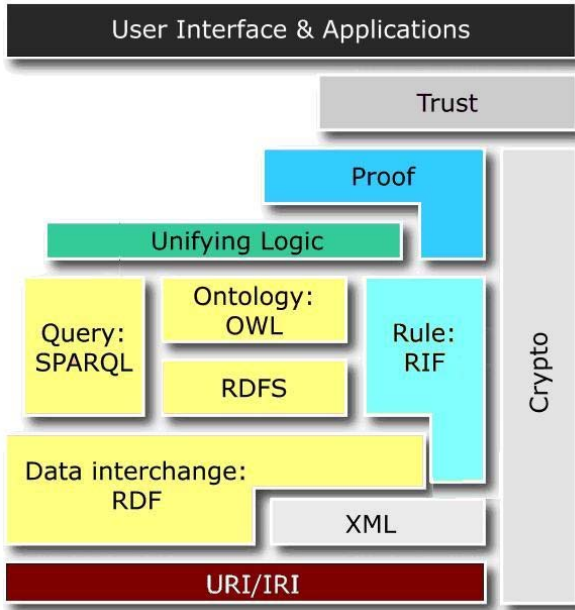 User Interface & Applications
Trust
Proof
Unifying Logic
Ontology:
OWL
Query:
SPARQL
Rule:
RIF
RDFS
Crypto
Data interchange:
RDF
XML
URI/IRI